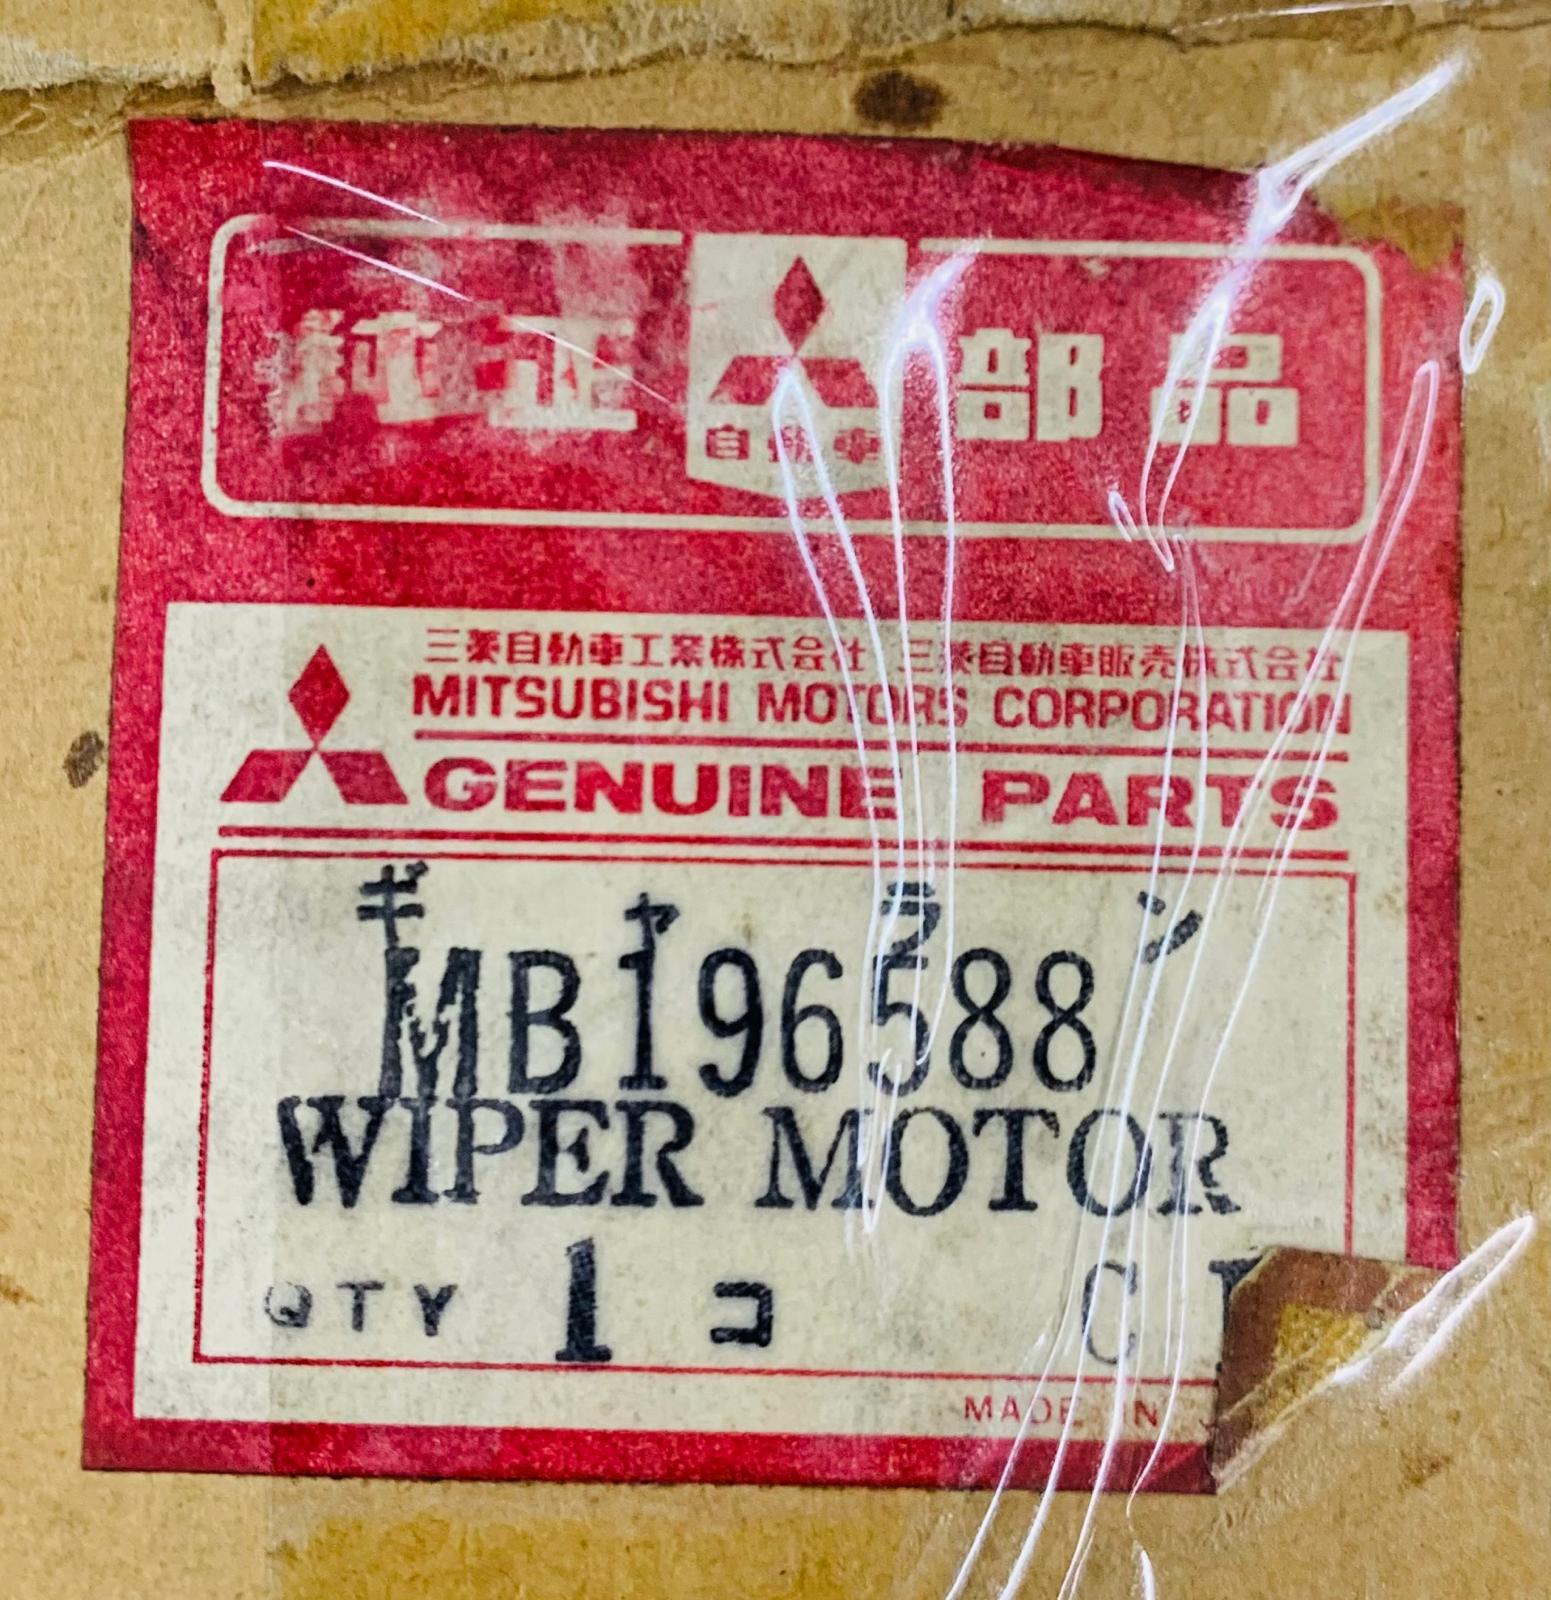 純正 部品
自動車
三菱自動車工業株式会社 三菱自動車販売株式会社
MITSUBISHI MOTORS CORPORATION
GENUINE PARTS
ギャラン
MB196588
WIPER MOTOR
QTY 1 コ C
MADE IN